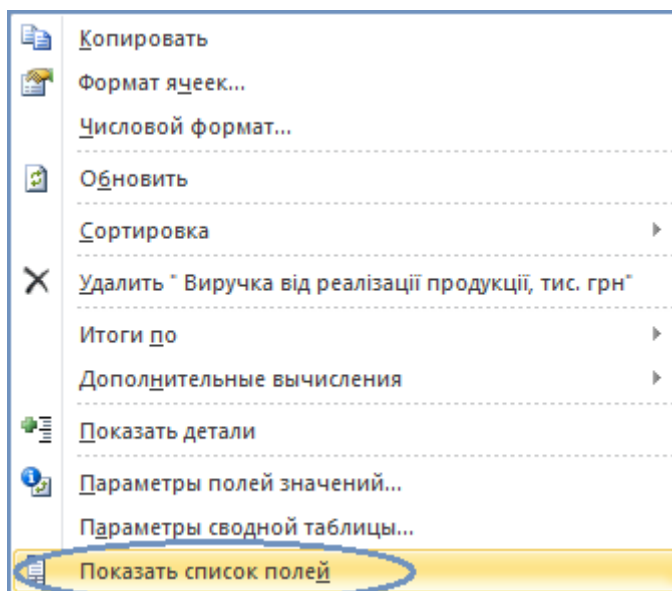 Копировать
Формат ячеек...
Числовой формат...
Обновить
Сортировка
Удалить " Виручка від реалізації продукції, тис. грн"
Итоги по
Дополнительные вычисления
Показать детали
Параметры полей значений...
Параметры сводной таблицы...
Показать список полей